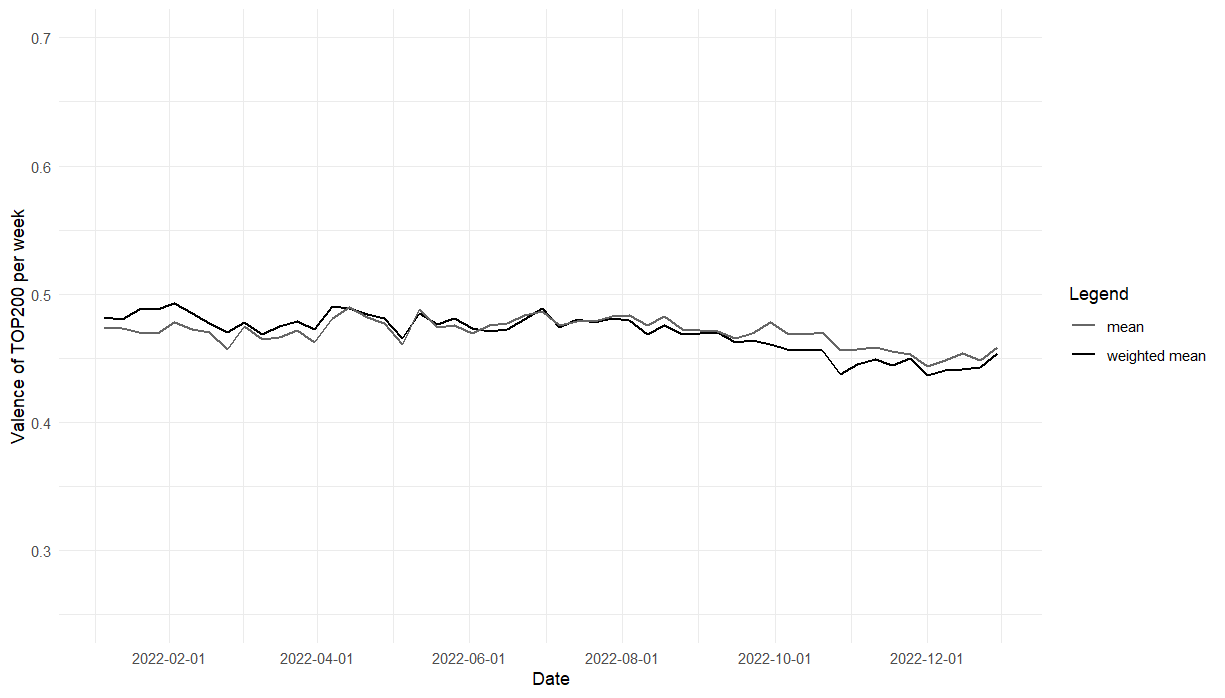 0.7
0.6
0.5
0.4
0.3
Valence of TOP200 per week
2022-02-01
2022-04-01
2022-06-01
2022-08-01
2022-10-01
2022-12-01
Date
Legend
mean
weighted mean